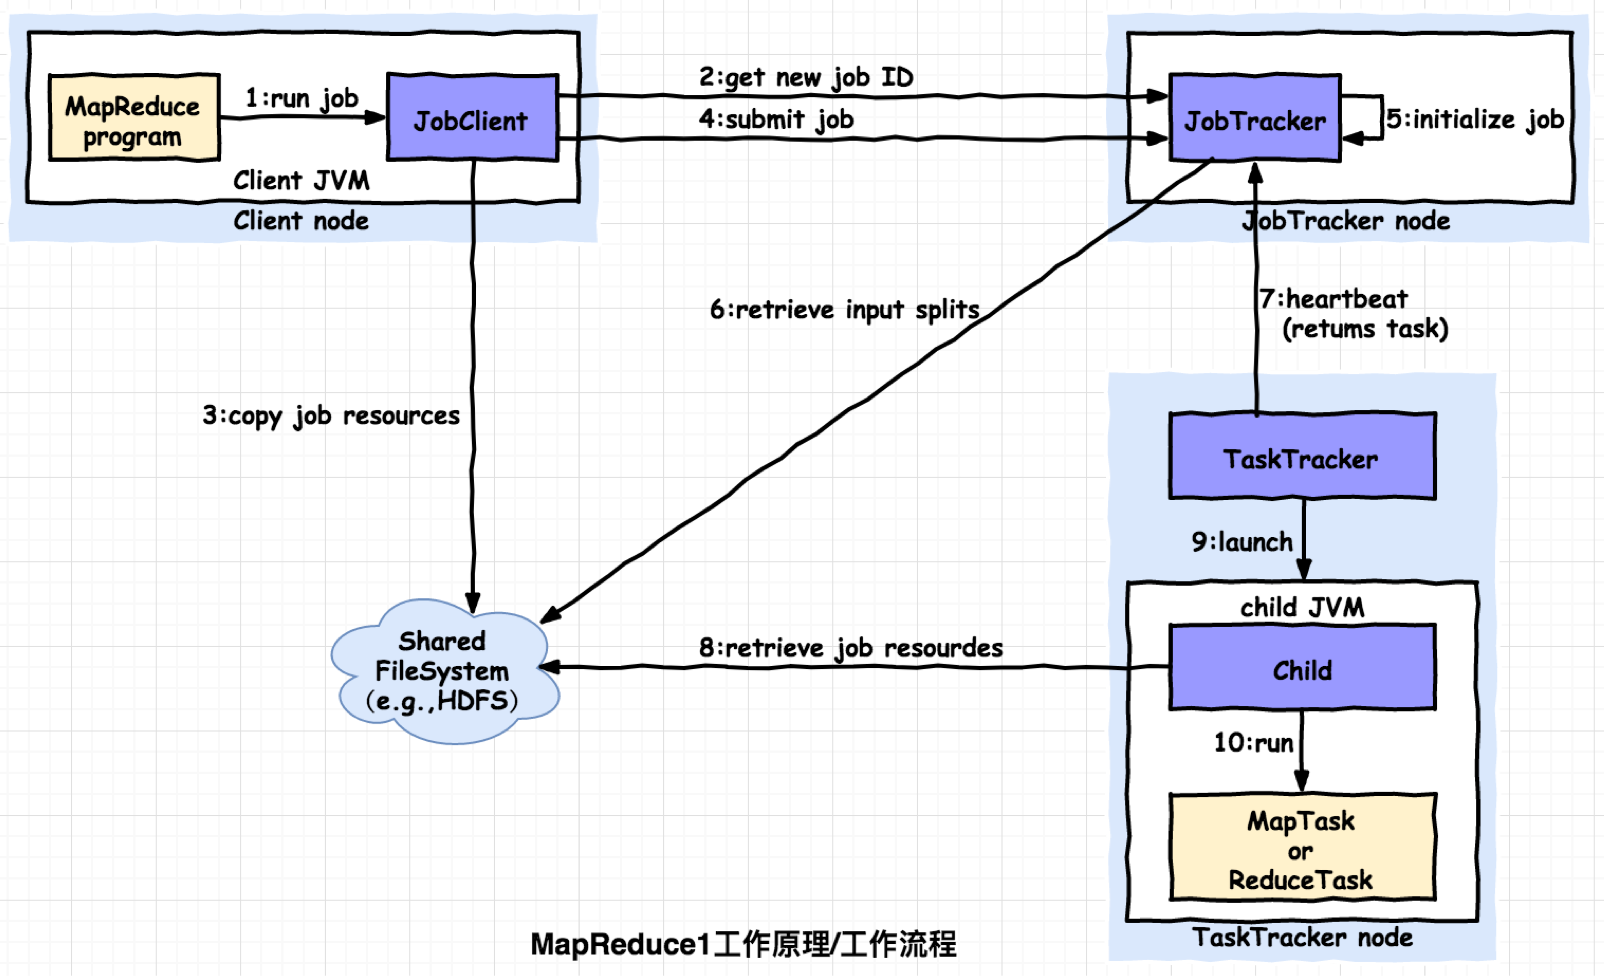 MapReduce
program
1:run job
JobClient
Client JVM
Client node
2:get new job ID
4:submit job
JobTracker
5:initialize job
JobTracker node
6:retrieve input splits
7:heartbeat
(retums task)
3:copy job resources
TaskTracker
9:launch
child JVM
Shared
FileSystem
(e.g.,HDFS)
8:retrieve job resourdes
Child
10:run
MapTask
or
ReduceTask
TaskTracker node
MapReduce1工作原理/工作流程